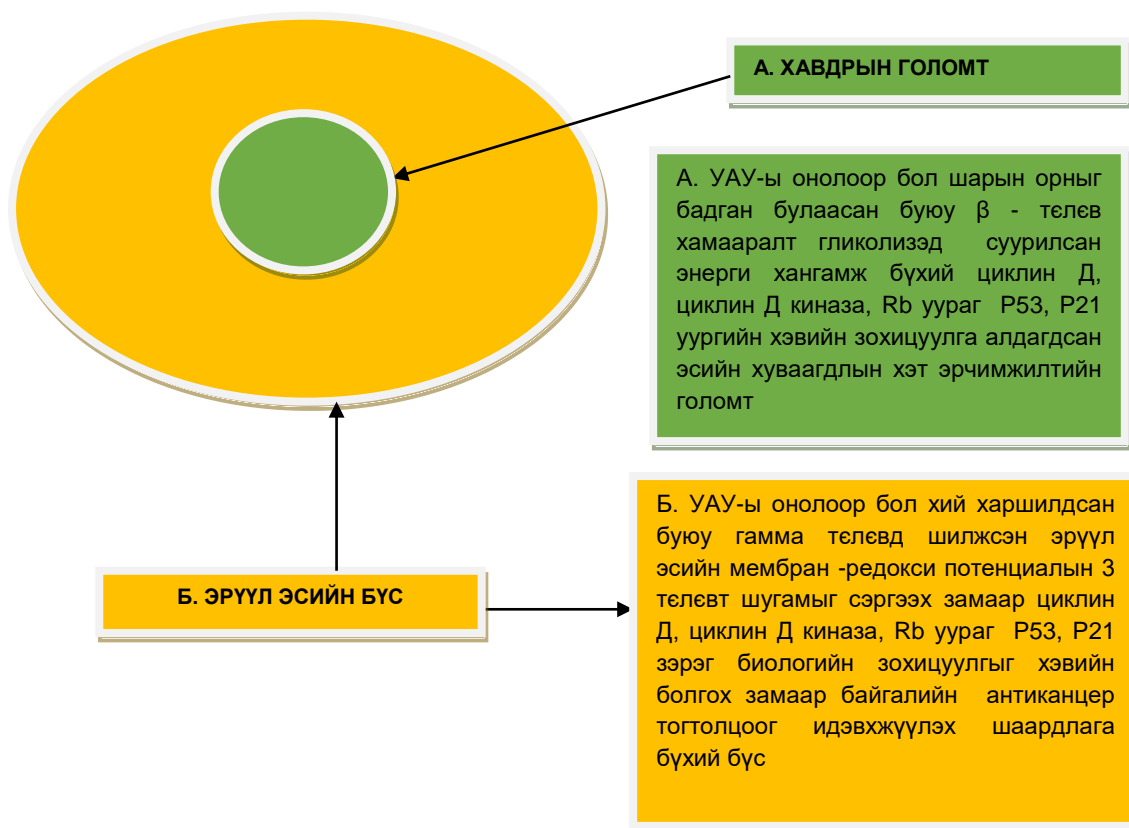 А. ХАВДРЫН ГОЛОМТ
А. УАУ-ы онолоор бол шарын орныг
бадган булаасан буюу β - тєлєв
хамааралт гликолизэд суурилсан
энерги хангамж бүхий циклин Д,
циклин Д киназа, Rb уураг P53, P21
уургийн хэвийн зохицуулга алдагдсан
эсийн хуваагдлын хэт эрчимжилтийн
голомт
Б. ЭРҮҮЛ ЭСИЙН БҮС
Б. УАУ-ы онолоор бол хий харшилдсан
буюу гамма тєлєвд шилжсэн эрүүл
эсийн мембран -редокси потенциалын 3
тєлєвт шугамыг сэргээх замаар циклин
Д, циклин Д киназа, Rb уураг P53, P21
зэрэг биологийн зохицуулгыг хэвийн
болгох замаар байгалийн антиканцер
тогтолцоог идэвхжүүлэх шаардлага
бүхий бүс